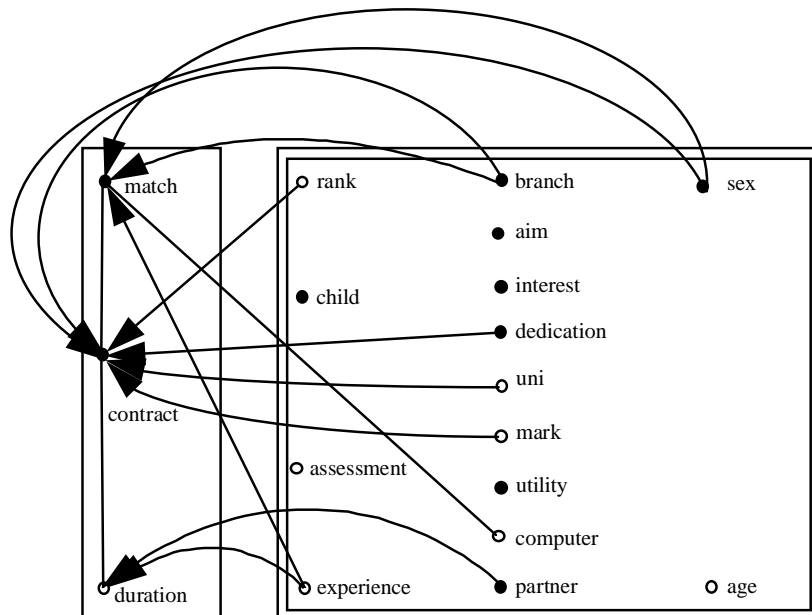 match
rank
branch
sex
aim
child
interest
dedication
uni
contract
mark
assessment
utility
computer
duration
experience
partner
age